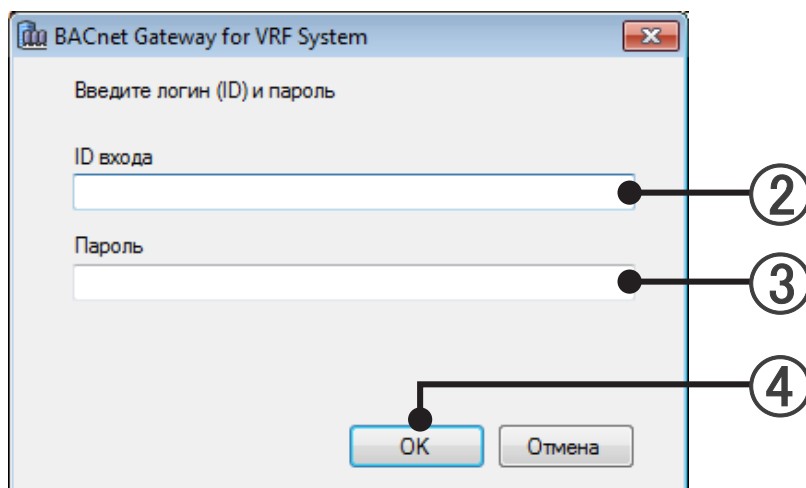 BACnet Gateway for VRF System
Введите логин (ID) и пароль
ID входа
②
Пароль
③
④
OK
Отмена